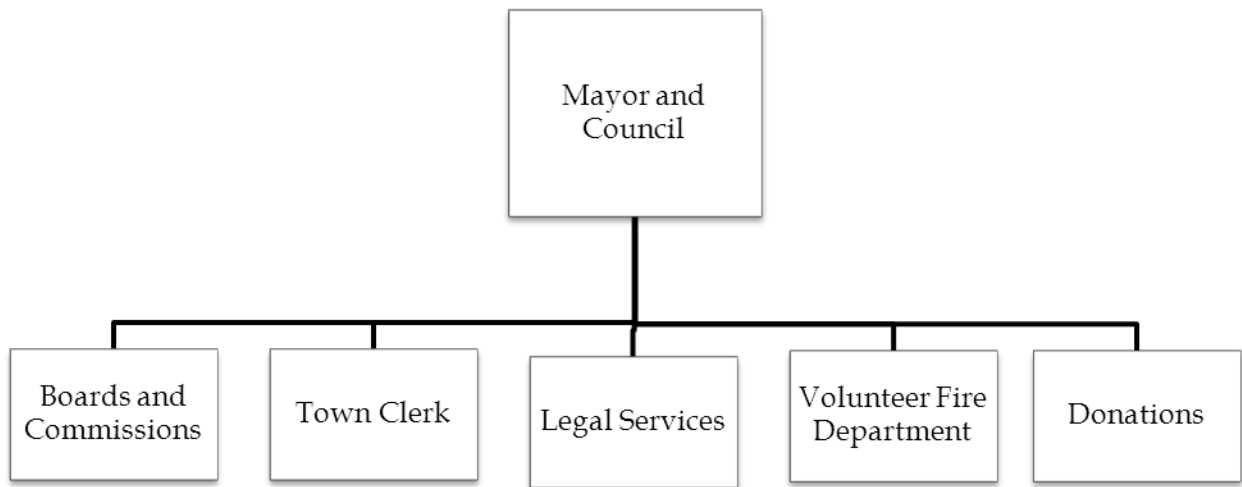 Mayor and
Council
Boards and
Commissions
Town Clerk
Legal Services
Volunteer Fire
Department
Donations